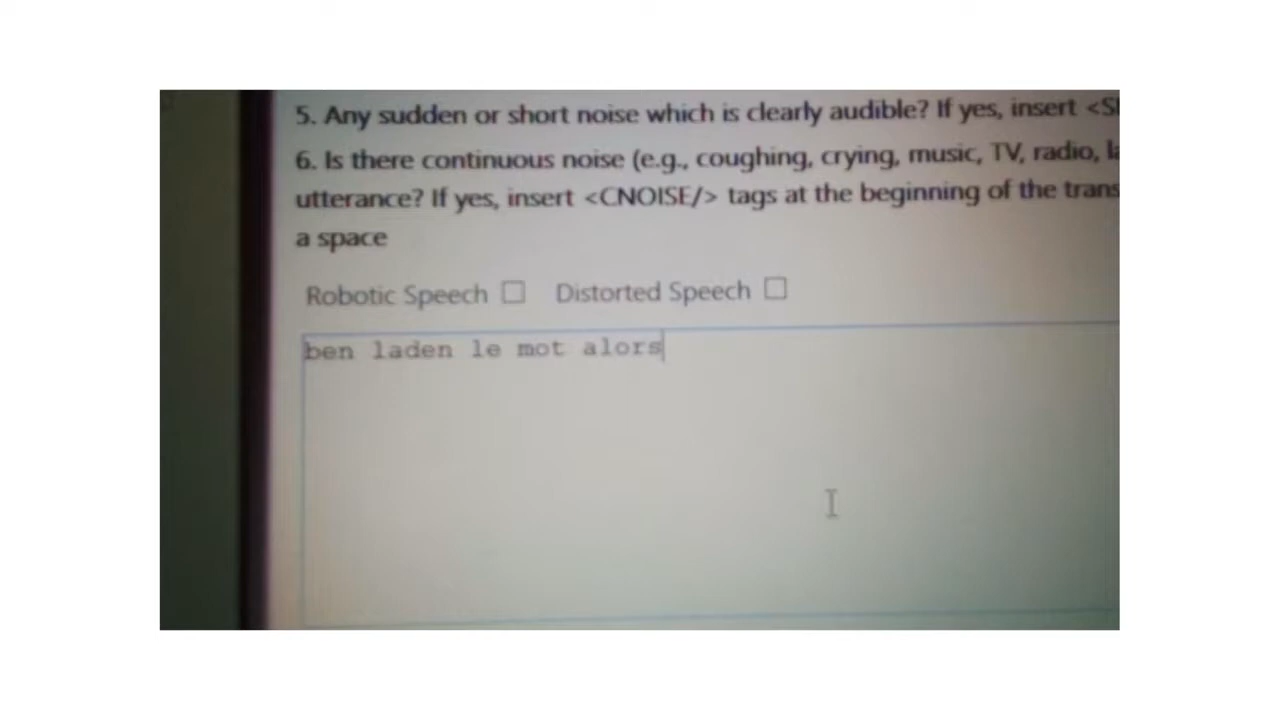 5. Any sudden or short noise which is clearly audible? If yes, insert
6. Is there continuous noise (e.g., coughing, crying, music, TV, radio,
utterance? If yes, insert <CNOISE/> tags at the beginning of the
a space
Robotic Speech Distorted Speech
ben laden le mot alors